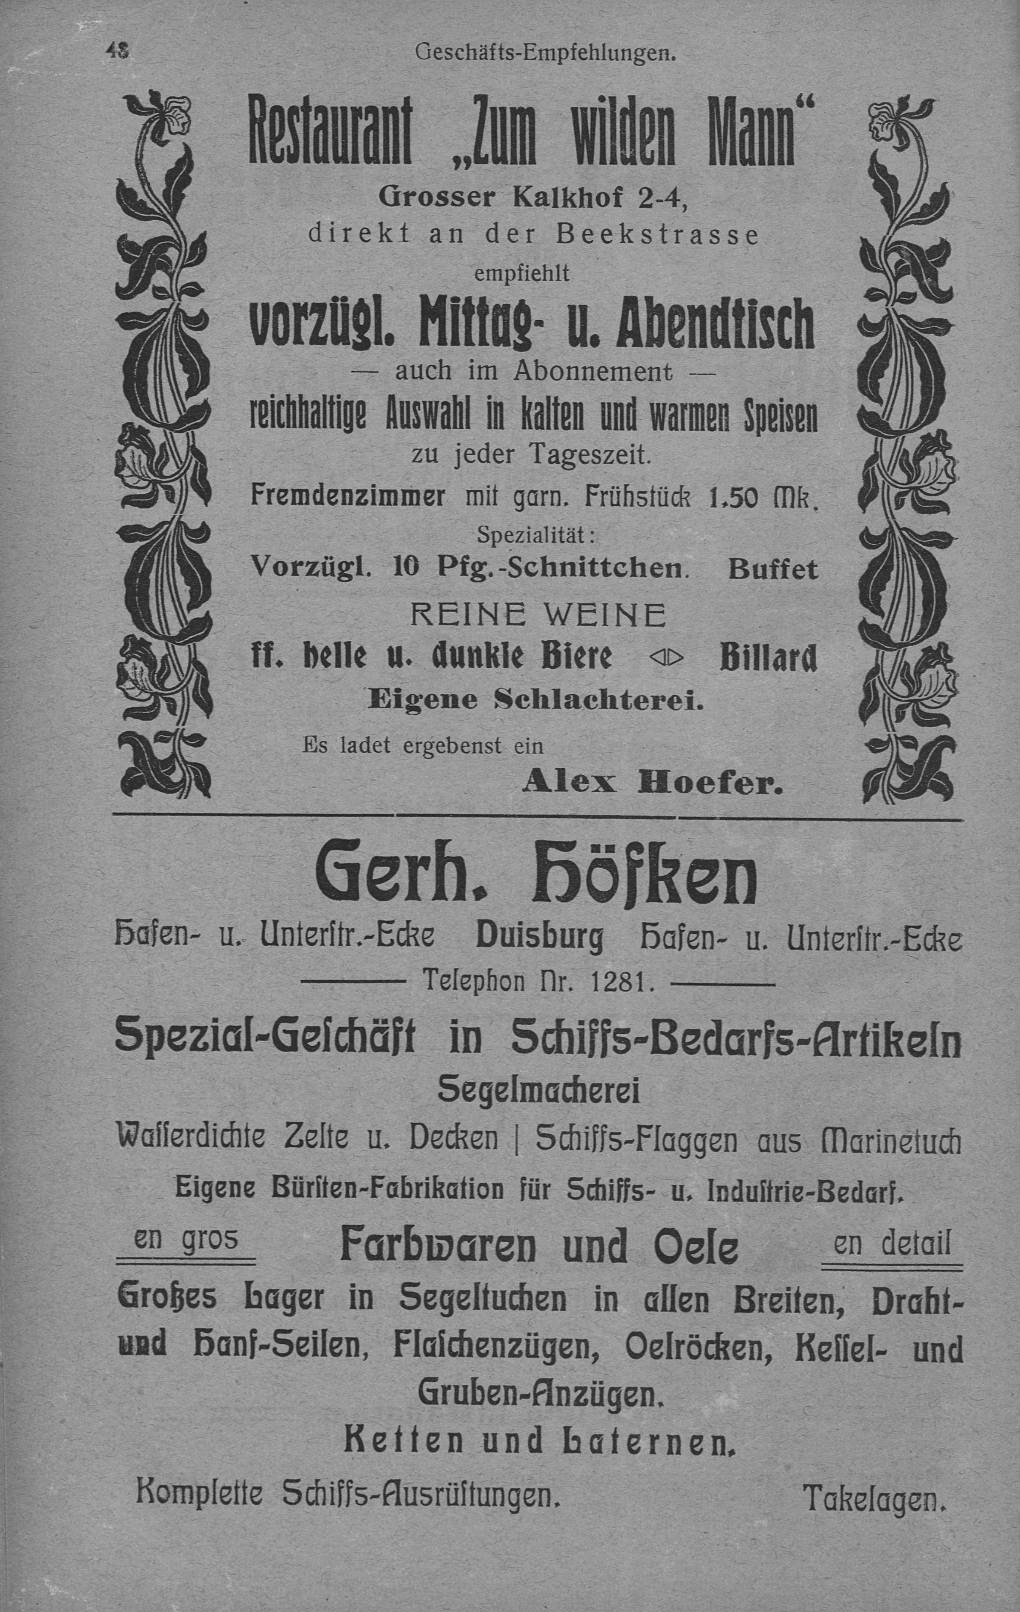 48
Geschäfts-Empfehlungen.
Restaurant „Zum wilden Mann“
Grosser Kalkhof 2-4,
direkt an der Beekstrasse
empfiehlt
vorzügl. Mittag- u. Abendtisch
— auch im Abonnement —
reichhaltige Auswahl in kalten und warmen Speisen
zu jeder Tageszeit.
Fremdenzimmer mit garn. Frühstück 1.50 Mk.
Spezialität:
Vorzügl. 10 Pfg.-Schnittchen. Buffet
REINE WEINE
ff. helle u. dunkle Biere Billard
Eigene Schlachterei.
Es ladet ergebenst ein
Alex Hoefer.
Gerh. Höfken
Hafen- u. Unterſtr.-Ecke Duisburg Hafen- u. Unterſtr.-Ecke
Telephon Nr. 1281.
Spezial-Geſchäft in Schiffs-Bedarfs-Artikeln
Segelmacherei
Waſſerdichte Zelte u. Decken | Schiffs-Flaggen aus Marinetuch
Eigene Bürſten-Fabrikation für Schiffs- u. Induſtrie-Bedarf.
en gros Farbwaren und Oele en detail
Großes Lager in Segeltuchen in allen Breiten, Draht-
und Hanf-Seilen, Flaſchenzügen, Oelröcken, Keſſel- und
Gruben-Anzügen.
Ketten und Laternen.
Komplette Schiffs-Ausrüſtungen. Takelagen.